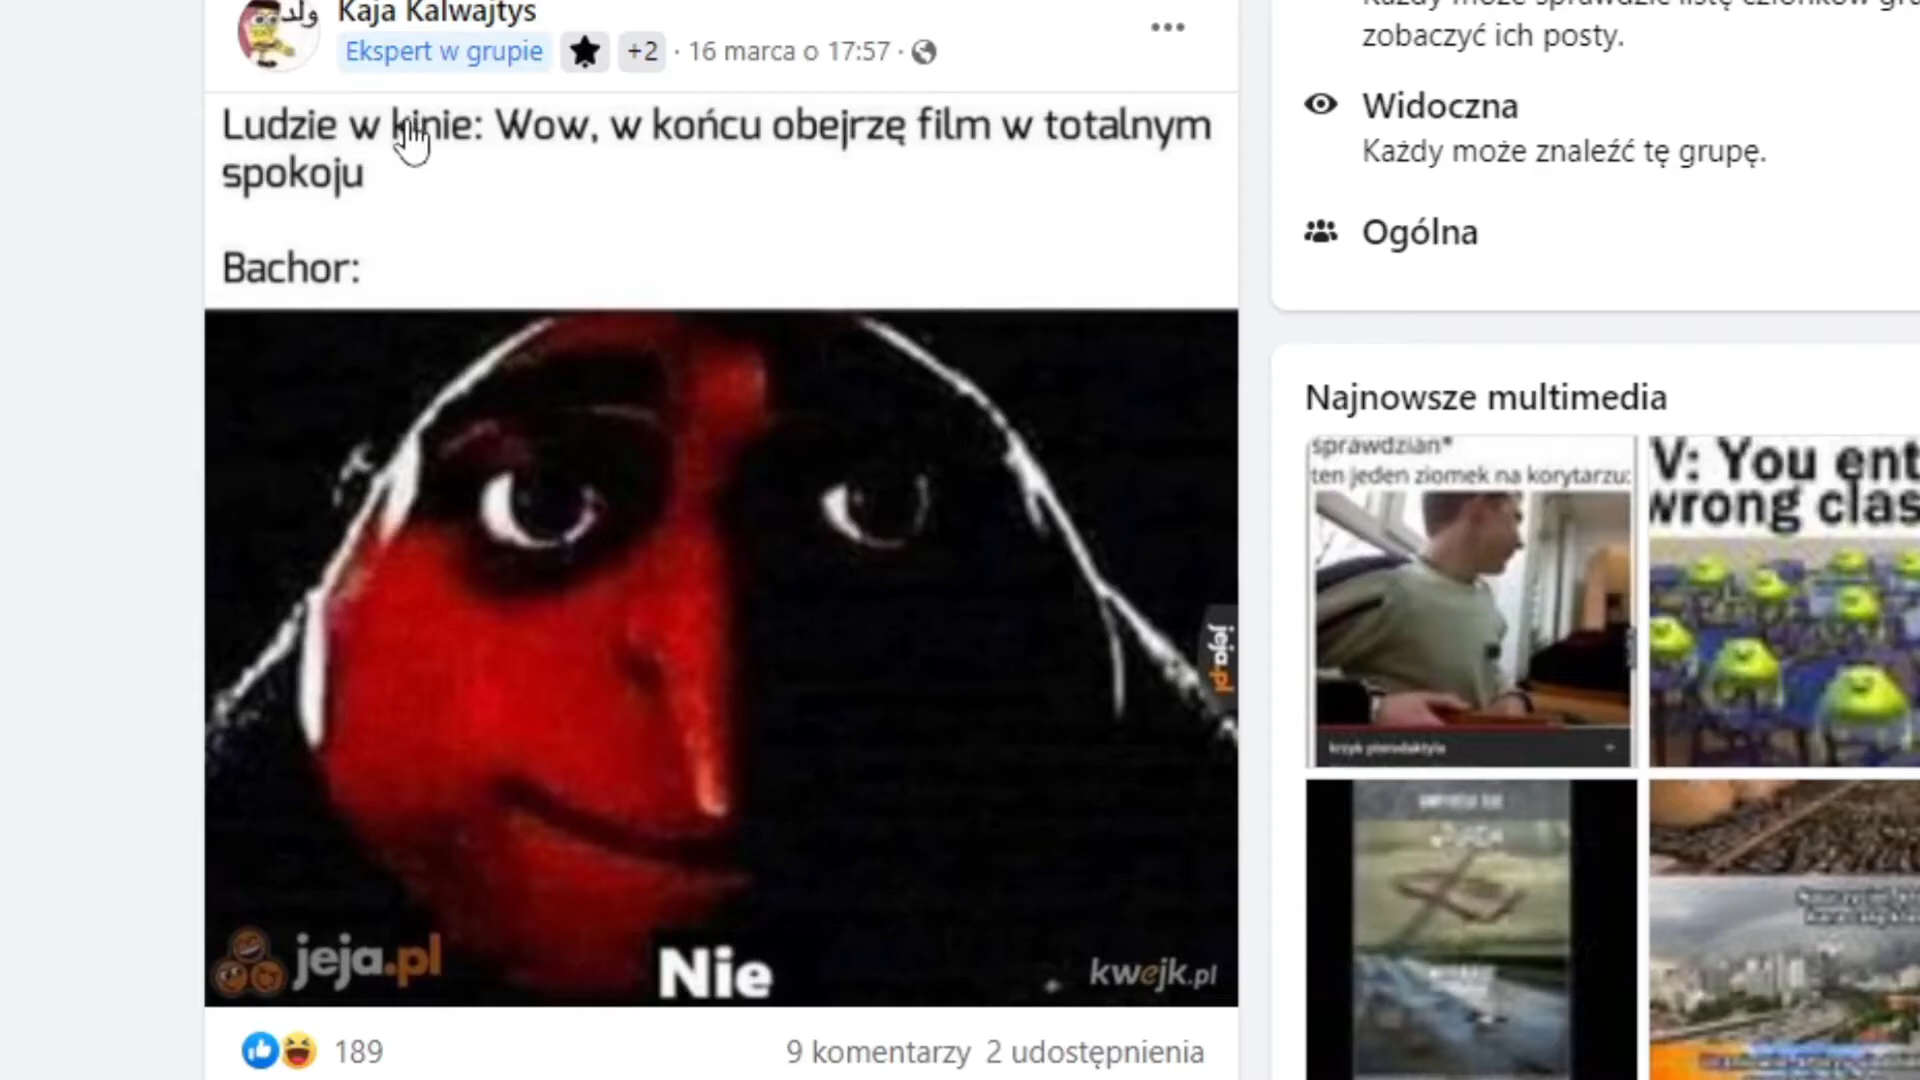 Kaja Kalwajtys
Ekspert w grupie +2 · 16 marca o 17:57 ·
Ludzie w kinie: Wow, w końcu obejrzę film w totalnym
spokoju
Bachor:
jeja.pl
jeja.pl
Nie
kwejk.pl
189
9 komentarzy 2 udostępnienia
zobaczyć ich posty.
Widoczna
Każdy może znaleźć tę grupę.
Ogólna
Najnowsze multimedia
sprawdzian*
ten jeden ziomek na korytarzu:
krzyk pterodaktyla
V: You ent
wrong clas